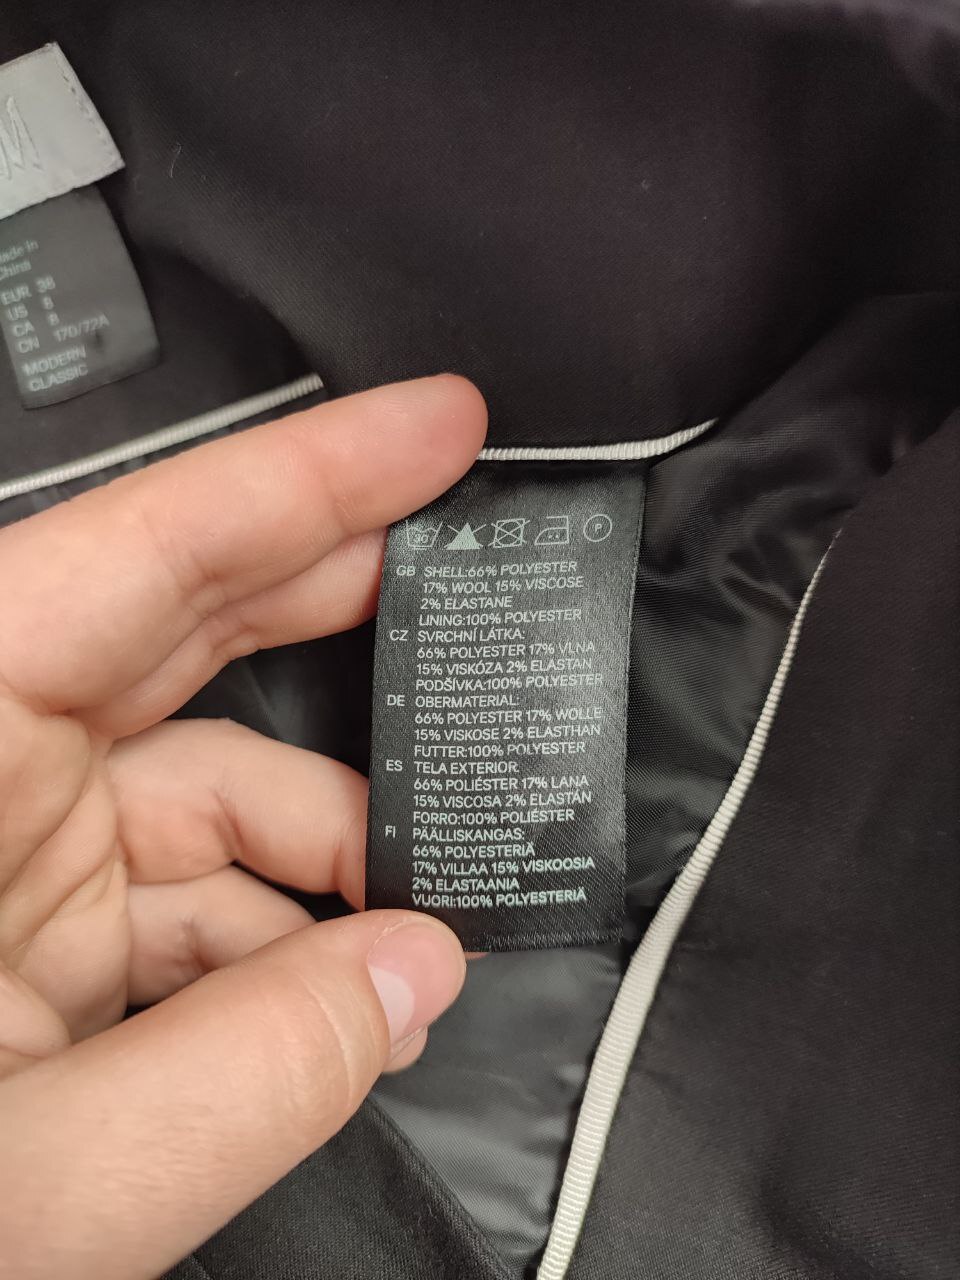 M
Made in
China
EUR 38
US 8
CA 8
CN 170/72A
MODERN
CLASSIC
30
P
GB SHELL:66% POLYESTER
17% WOOL 15% VISCOSE
2% ELASTANE
LINING:100% POLYESTER
CZ SVRCHNÍ LÁTKA:
66% POLYESTER 17% VLNA
15% VISKÓZA 2% ELASTAN
PODŠÍVKA:100% POLYESTER
DE OBERMATERIAL:
66% POLYESTER 17% WOLLE
15% VISKOSE 2% ELASTHAN
FUTTER:100% POLYESTER
ES TELA EXTERIOR:
66% POLIÉSTER 17% LANA
15% VISCOSA 2% ELASTÁN
FORRO:100% POLIÉSTER
FI PÄÄLLISKANGAS:
66% POLYESTERIÄ
17% VILLAA 15% VISKOOSIA
2% ELASTAANIA
VUORI:100% POLYESTERIÄ